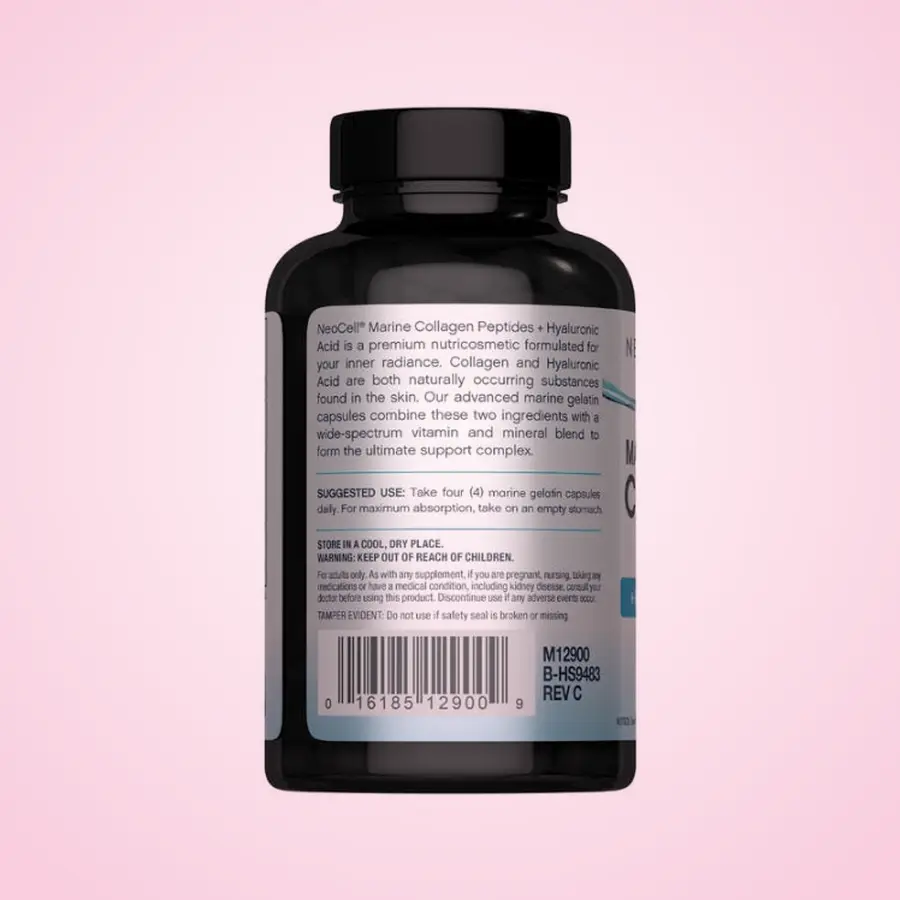 NeoCell® Marine Collagen Peptides + Hyaluronic
Acid is a premium nutricosmetic formulated for
your inner radiance. Collagen and Hyaluronic
Acid are both naturally occurring substances
found in the skin. Our advanced marine gelatin
capsules combine these two ingredients with a
wide-spectrum vitamin and mineral blend to
form the ultimate support complex.
SUGGESTED USE: Take four (4) marine gelatin capsules
daily. For maximum absorption, take on an empty stomach.
STORE IN A COOL, DRY PLACE.
WARNING: KEEP OUT OF REACH OF CHILDREN.
For adults only. As with any supplement, if you are pregnant, nursing, taking any
medications or have a medical condition, including kidney disease, consult your
doctor before using this product. Discontinue use if any adverse events occur.
TAMPER EVIDENT: Do not use if safety seal is broken or missing
0 16185 12900 9
M12900
B-HS9483
REV C
NE
MA
C
H